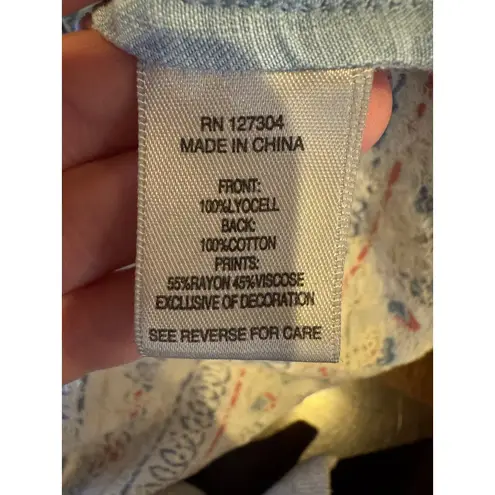 RN 127304
MADE IN CHINA
FRONT:
100%LYOCELL
BACK:
100%COTTON
PRINTS:
55%RAYON 45%VISCOSE
EXCLUSIVE OF DECORATION
SEE REVERSE FOR CARE